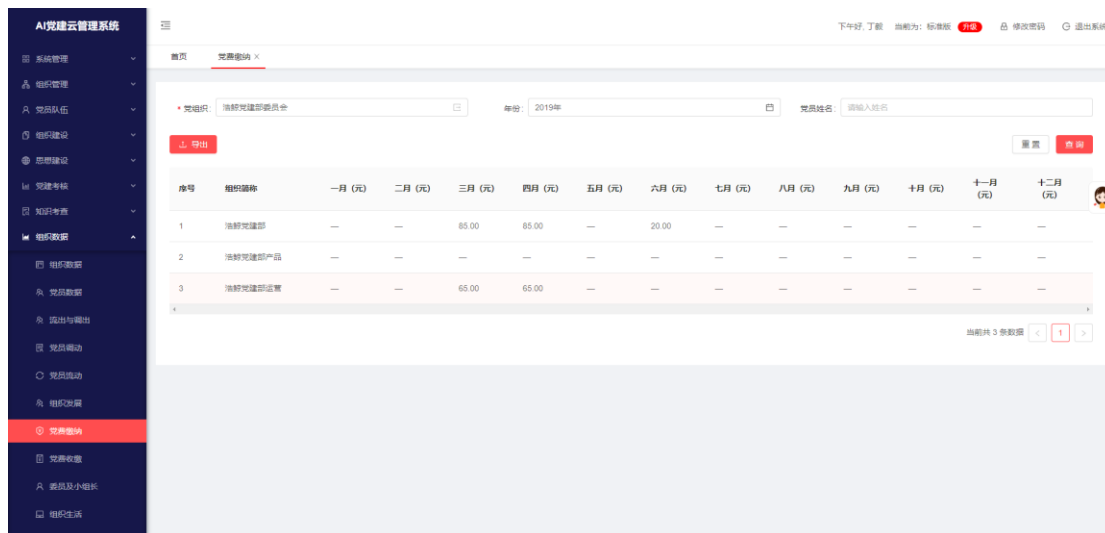 AI党建云管理系统
下午好, 丁毅 当前为: 标准版 升级 修改密码 退出系统
系统管理
组织管理
党员队伍
组织建设
思想建设
党建考核
知识考查
组织数据
组织数据
党员数据
流出与调出
党员调动
党员流动
组织发展
党费缴纳
党费收缴
委员及小组长
组织生活
首页 党费缴纳 ×
* 党组织: 浩鲸党建部委员会 年份: 2019年 党员姓名: 请输入姓名
导出 重置 查询
序号 组织简称 一月 (元) 二月 (元) 三月 (元) 四月 (元) 五月 (元) 六月 (元) 七月 (元) 八月 (元) 九月 (元) 十月 (元) 十一月 (元) 十二月 (元)
1 浩鲸党建部 — — 85.00 85.00 — 20.00 — — — — — —
2 浩鲸党建部产品 — — — — — — — — — — — —
3 浩鲸党建部运营 — — 65.00 65.00 — — — — — — — —
当前共 3 条数据 < 1 >